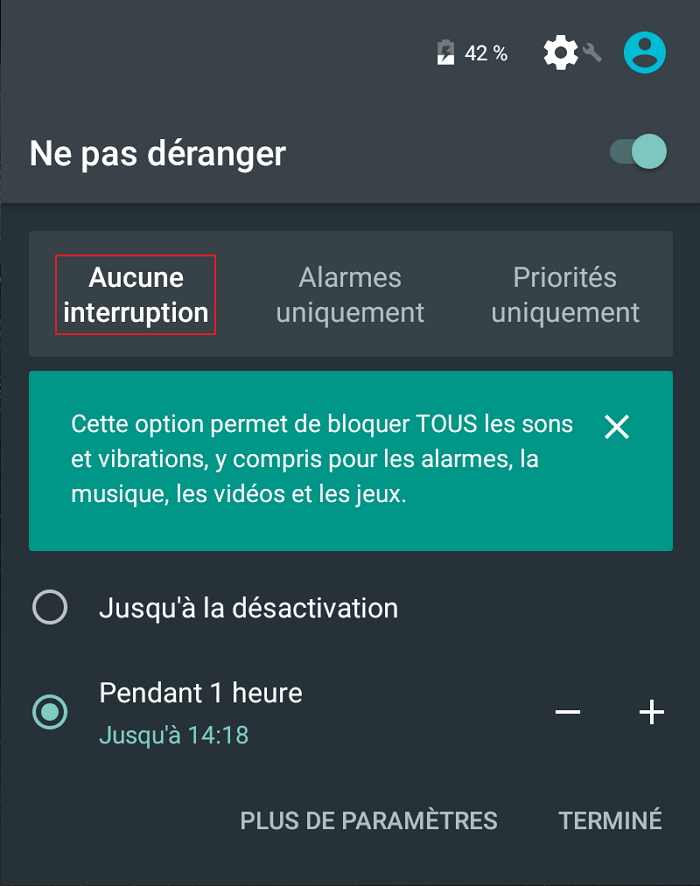 42 %
Ne pas déranger
Aucune
interruption
Alarmes
uniquement
Priorités
uniquement
Cette option permet de bloquer TOUS les sons
et vibrations, y compris pour les alarmes, la
musique, les vidéos et les jeux.
Jusqu'à la désactivation
Pendant 1 heure
Jusqu'à 14:18
PLUS DE PARAMÈTRES
TERMINÉ